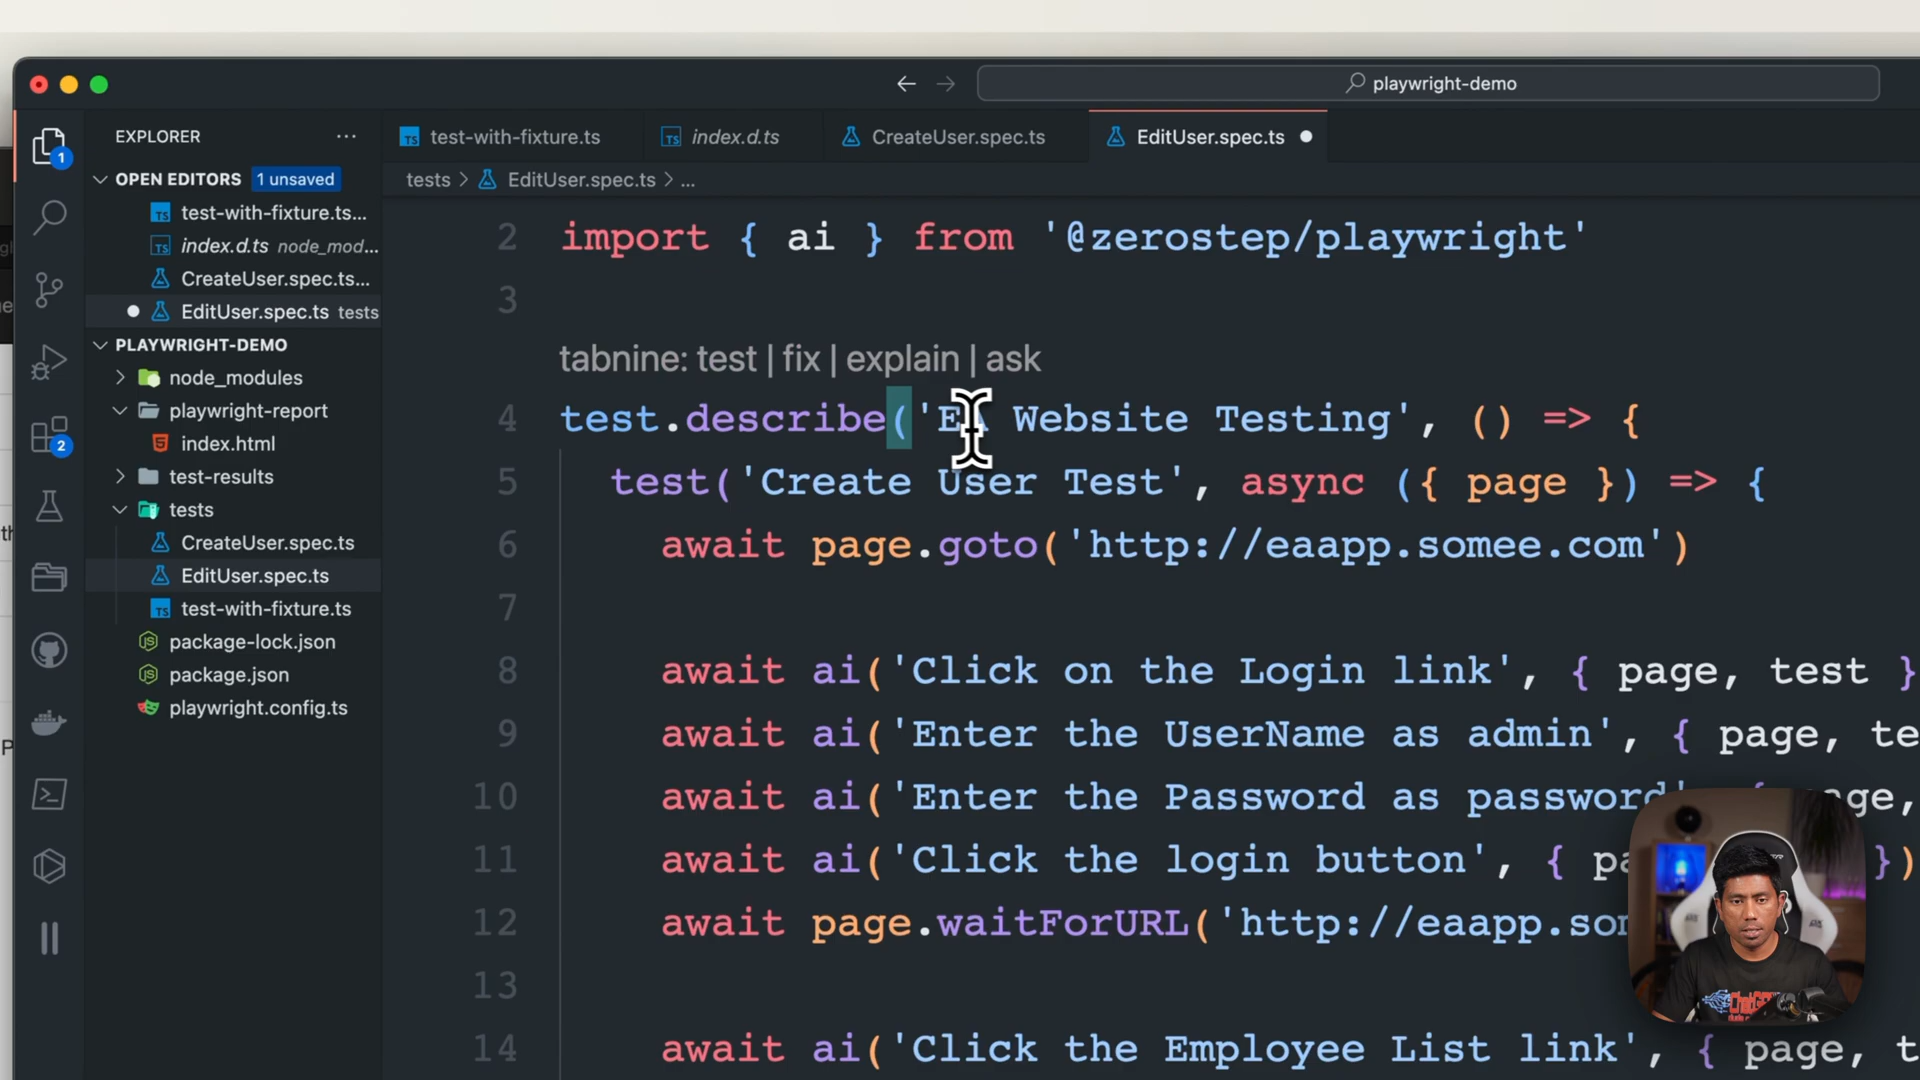 playwright-demo
EXPLORER
test-with-fixture.ts
index.d.ts
CreateUser.spec.ts
EditUser.spec.ts
1
OPEN EDITORS 1 unsaved
tests > EditUser.spec.ts > ...
test-with-fixture.ts...
index.d.ts node_mod...
CreateUser.spec.ts...
EditUser.spec.ts tests
PLAYWRIGHT-DEMO
node_modules
playwright-report
index.html
2
test-results
tests
CreateUser.spec.ts
EditUser.spec.ts
test-with-fixture.ts
package-lock.json
package.json
playwright.config.ts
2 import { ai } from '@zerostep/playwright'
3
tabnine: test | fix | explain | ask
4 test.describe('EA Website Testing', () => {
5 test('Create User Test', async ({ page }) => {
6 await page.goto('http://eaapp.somee.com')
7
8 await ai('Click on the Login link', { page, test }
9 await ai('Enter the UserName as admin', { page, te
10 await ai('Enter the Password as password', { page,
11 await ai('Click the login button', { pa })
12 await page.waitForURL('http://eaapp.som
13
14 await ai('Click the Employee List link', { page, t